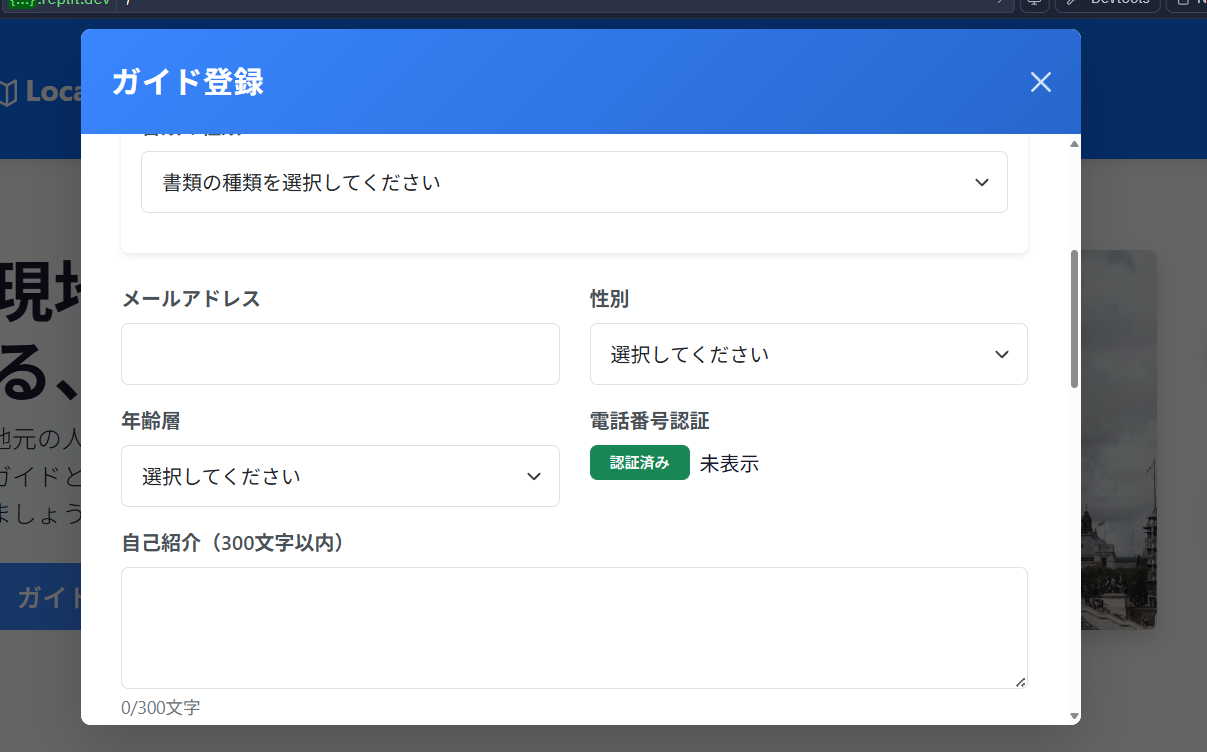 .replit.dev /
Devtools
Loca
ガイド登録
書類の種類を選択してください
メールアドレス
性別
選択してください
年齢層
電話番号認証
選択してください
認証済み 未表示
自己紹介（300文字以内）
0/300文字
現地
る、
地元の人
ガイドと
ましょう
ガイド